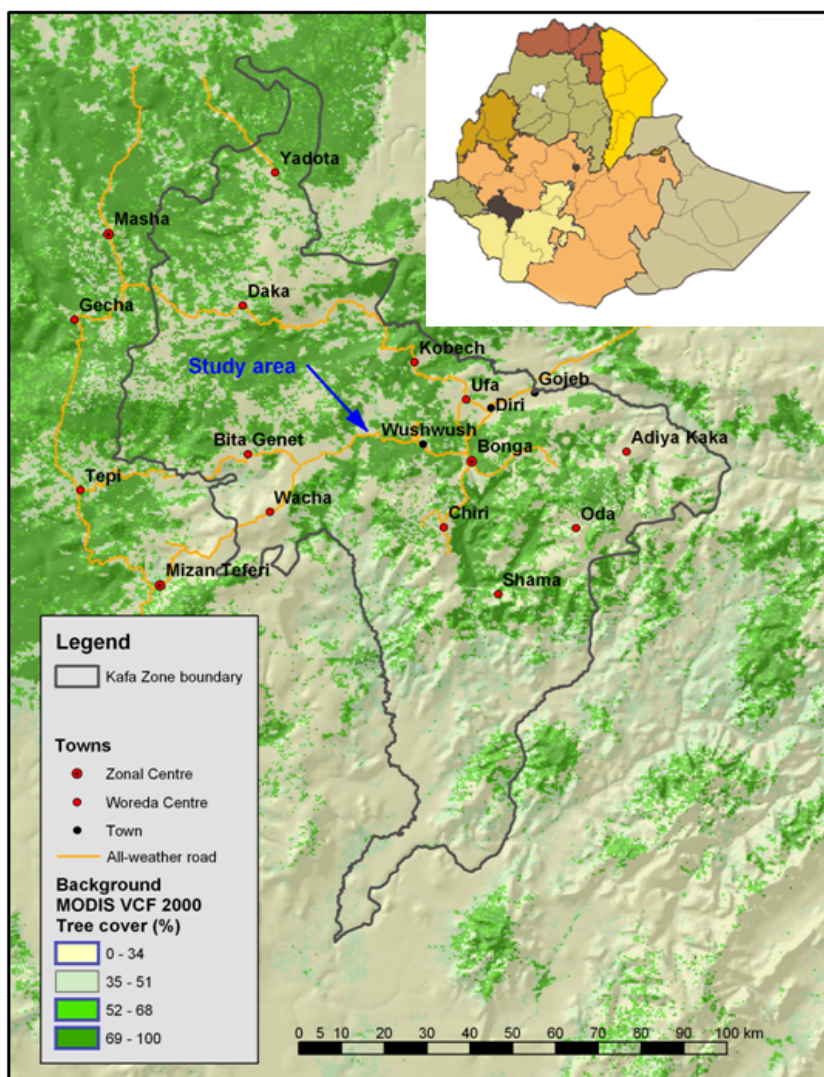 Yadota
Masha
Daka
Gecha
Kobech
Study area
Gojeb
Ufa
Diri
Wushwush
Bita Genet
Bonga
Adiya Kaka
Tepi
Wacha
Chiri
Oda
Mizan Teferi
Shama
Legend
Kafa Zone boundary
Towns
Zonal Centre
Woreda Centre
Town
All-weather road
Background
MODIS VCF 2000
Tree cover (%)
0 - 34
35 - 51
52 - 68
69 - 100
0 5 10 20 30 40 50 60 70 80 90 100 km